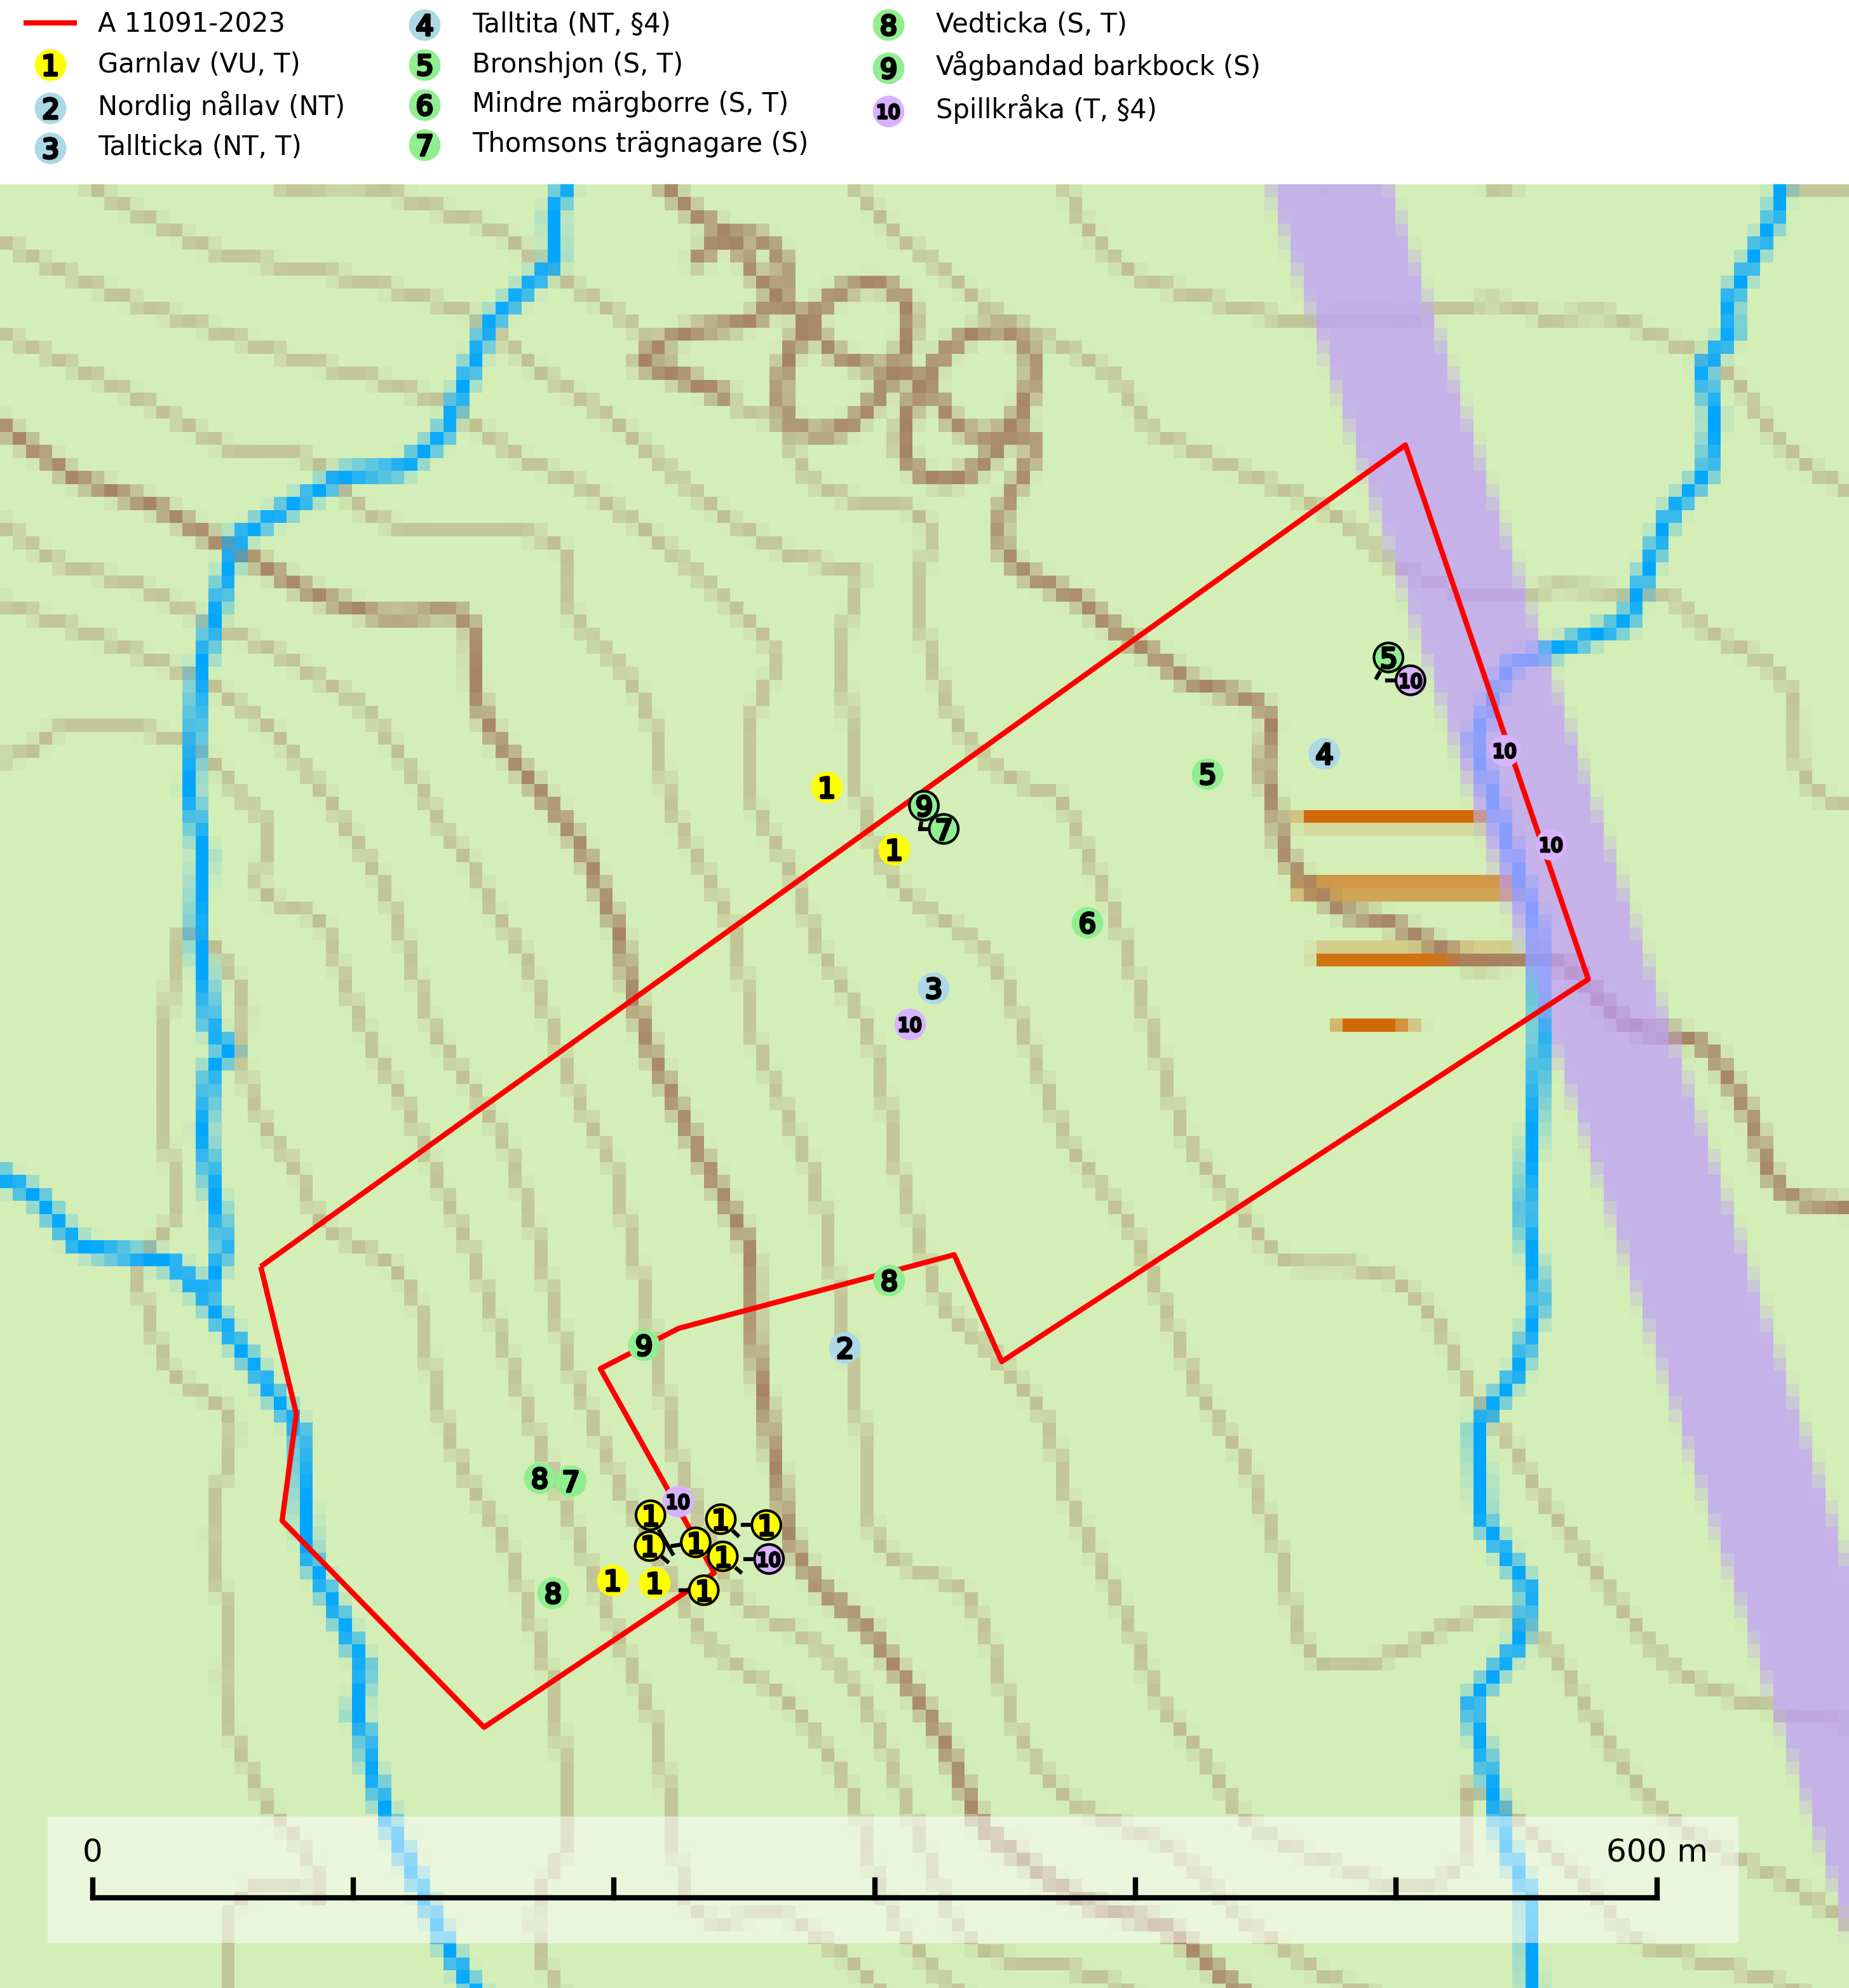 A 11091-2023
1 Garnlav (VU, T)
2 Nordlig nållav (NT)
3 Tallticka (NT, T)
4 Talltita (NT, §4)
5 Bronshjon (S, T)
6 Mindre märgborre (S, T)
7 Thomsons trägnagare (S)
8 Vedticka (S, T)
9 Vågbandad barkbock (S)
10 Spillkråka (T, §4)
5
10
10
4
5
1
9
7
10
1
6
3
10
8
9
2
8
7
10
1
1
1
1
1
1
10
1
1
1
8
0
600 m